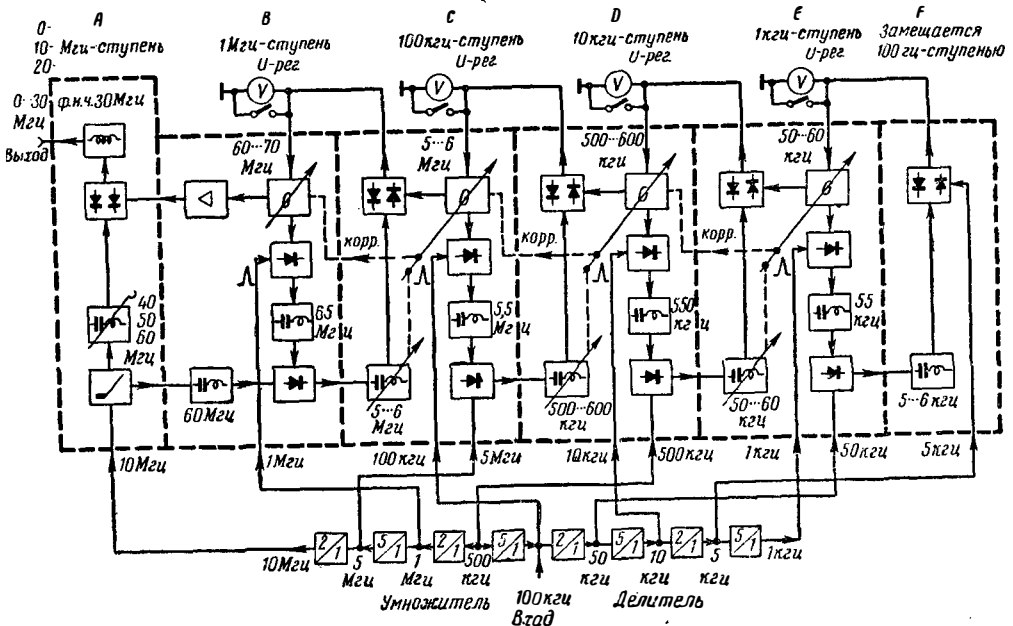 A
B
C
D
E
F
0-
10-
20-
Мгц-ступень
1Мгц-ступень
U-рег
100кгц-ступень
U-рег
10кгц-ступень
U-рег
1кгц-ступень
U-рег
Замещается
100гц-ступенью
V
V
V
V
0-30
Мгц
Выход
ф.н.ч.30Мгц
60...70
Мгц
5...6
Мгц
500...600
кгц
50...60
кгц
G
G
G
G
корр.
корр.
корр.
40
50
60
Мгц
65
Мгц
5,5
Мгц
550
кгц
55
кгц
60Мгц
5...6
Мгц
500...600
кгц
50...60
кгц
5...6 кгц
10Мгц
1Мгц
100кгц
5Мгц
10кгц
500кгц
1кгц
50кгц
5кгц
2/1
5/1
2/1
5/1
2/1
5/1
2/1
5/1
10Мгц
5
Мгц
1
Мгц
500
кгц
50
кгц
10
кгц
5
кгц
1кгц
Умножитель
100кгц
Вход
Делитель